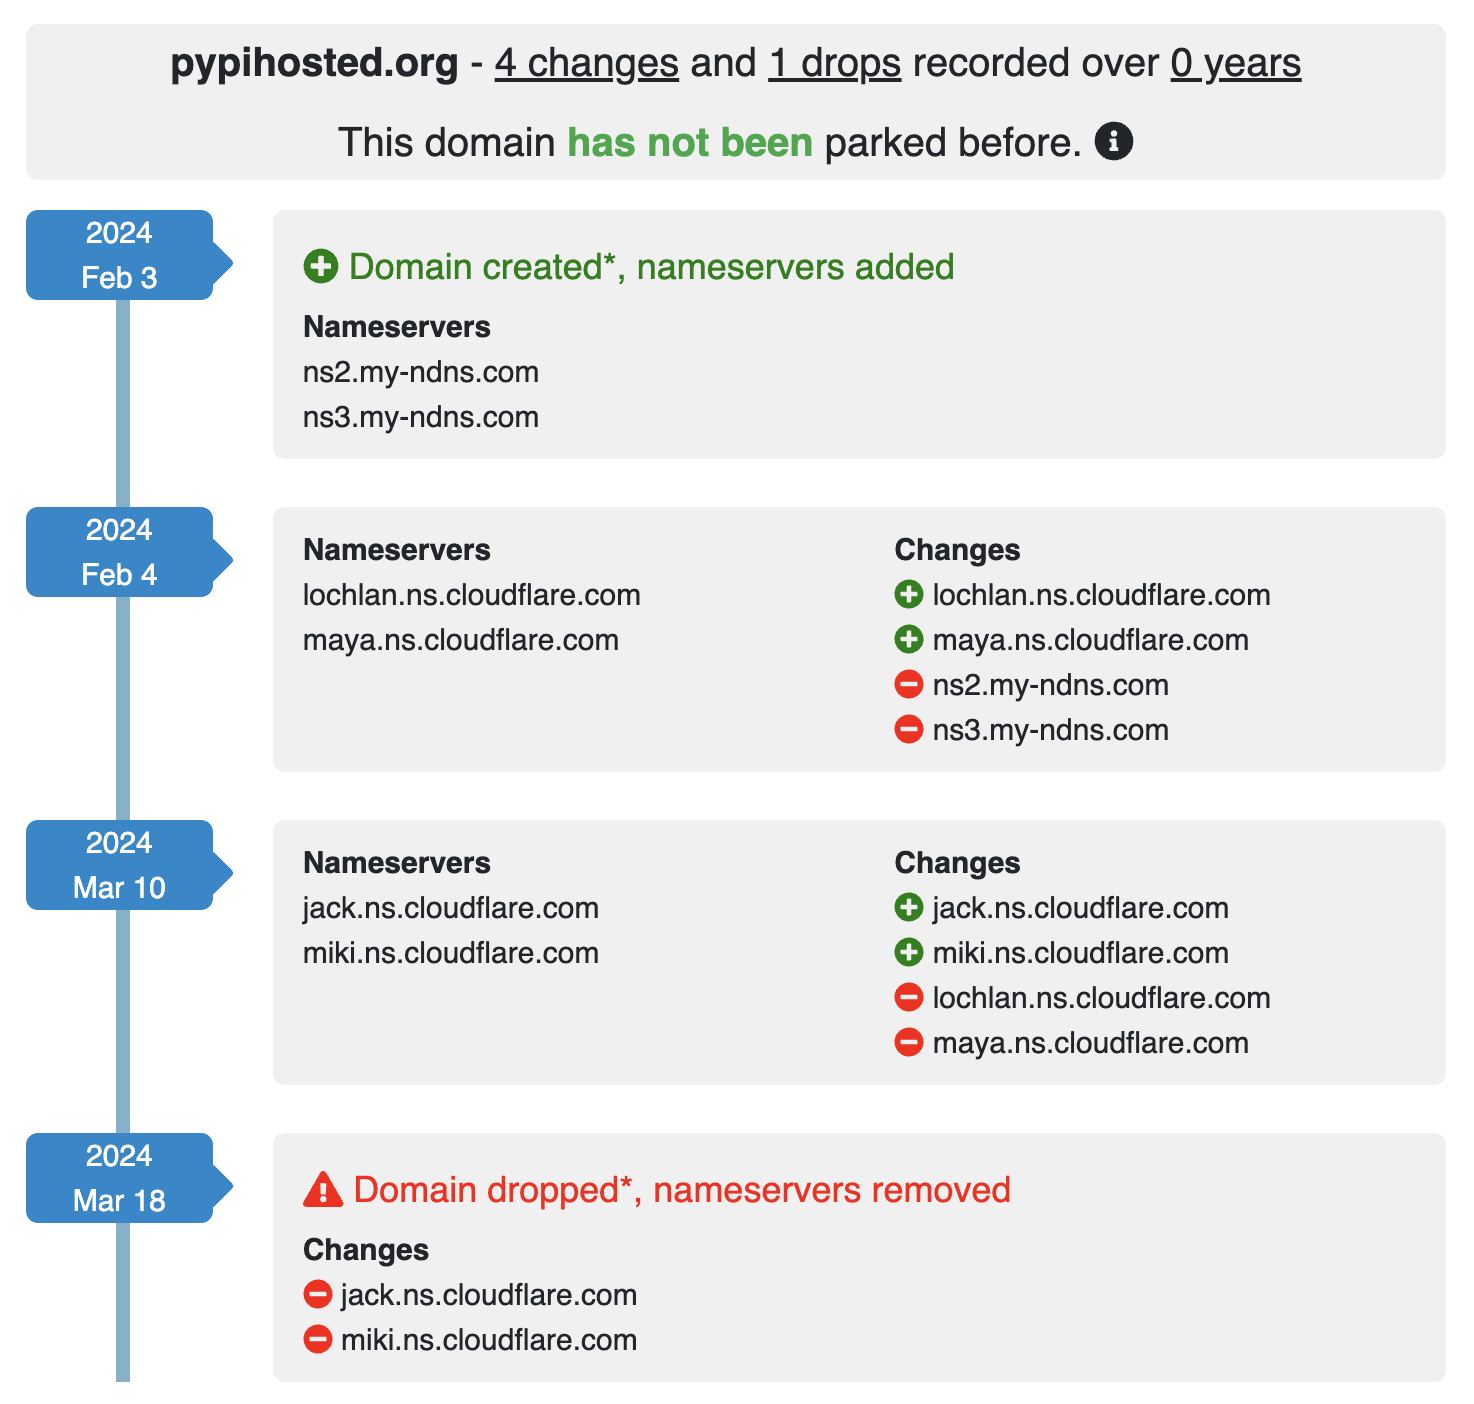 pypihosted.org - 4 changes and 1 drops recorded over 0 years
This domain has not been parked before.
2024
Feb 3
Domain created*, nameservers added
Nameservers
ns2.my-ndns.com
ns3.my-ndns.com
2024
Feb 4
Nameservers
lochlan.ns.cloudflare.com
maya.ns.cloudflare.com
Changes
lochlan.ns.cloudflare.com
maya.ns.cloudflare.com
ns2.my-ndns.com
ns3.my-ndns.com
2024
Mar 10
Nameservers
jack.ns.cloudflare.com
miki.ns.cloudflare.com
Changes
jack.ns.cloudflare.com
miki.ns.cloudflare.com
lochlan.ns.cloudflare.com
maya.ns.cloudflare.com
2024
Mar 18
Domain dropped*, nameservers removed
Changes
jack.ns.cloudflare.com
miki.ns.cloudflare.com